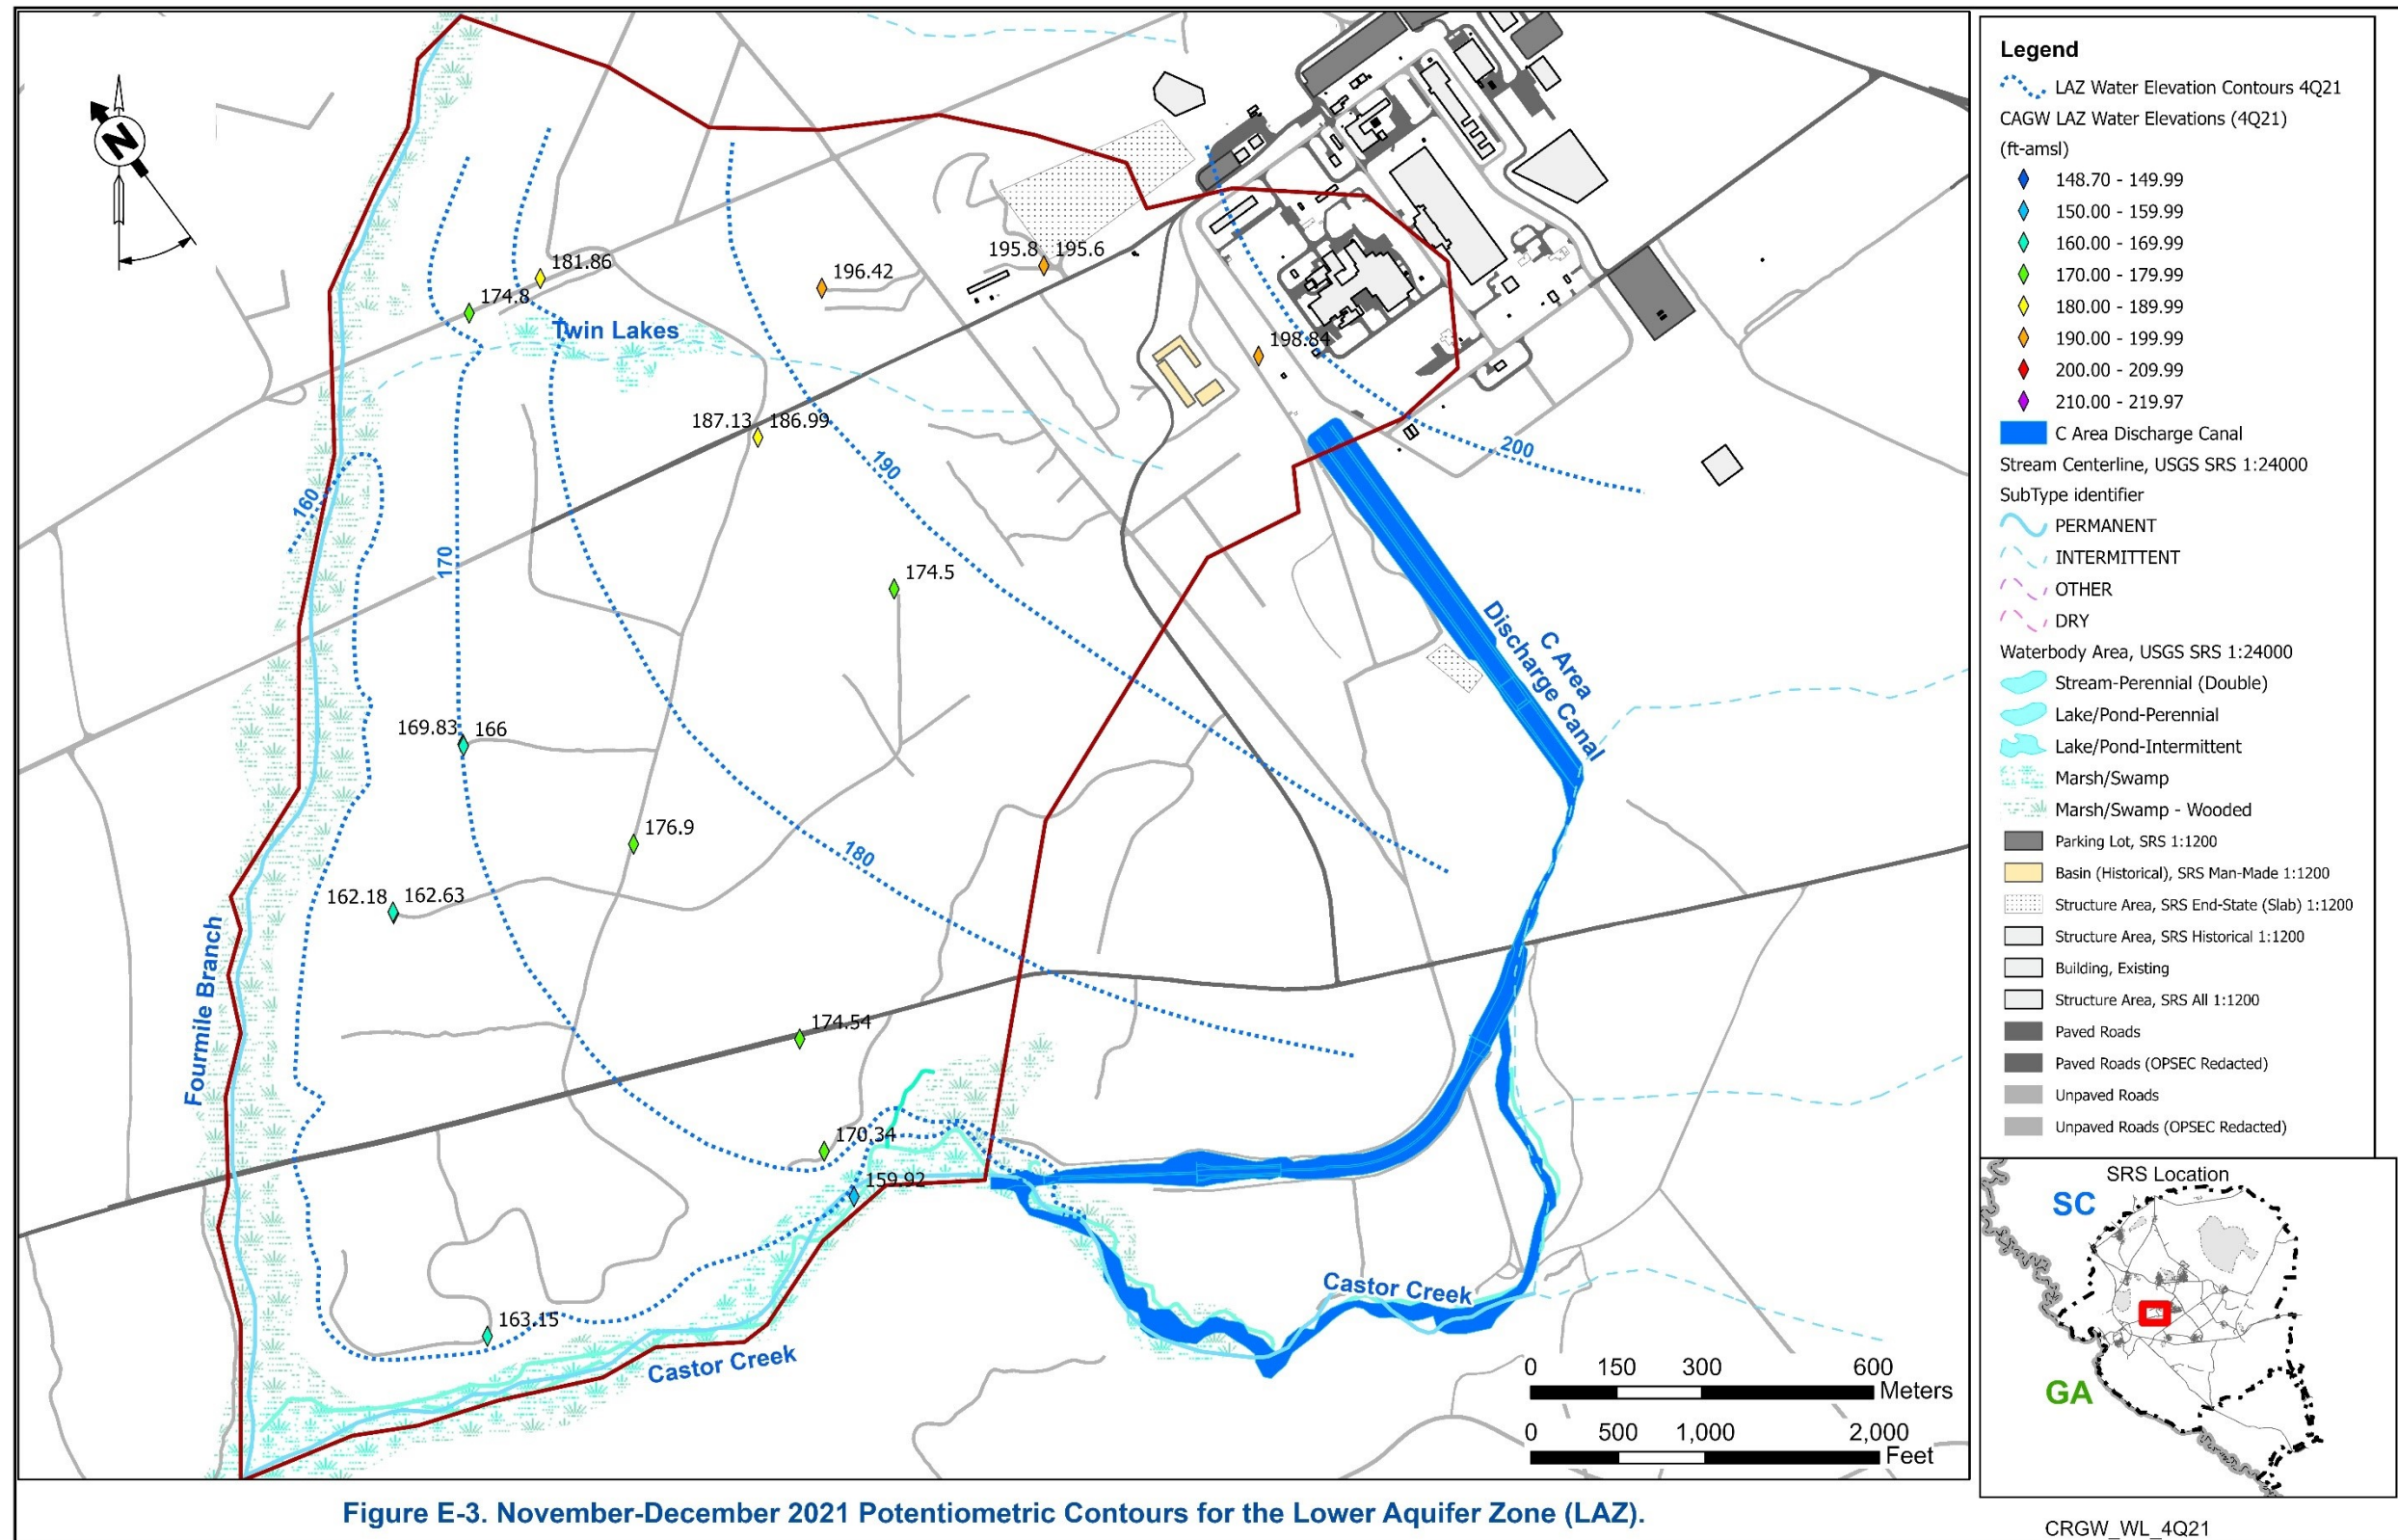 N
181.86
174.8
Twin Lakes
196.42
195.8 195.6
198.84
187.13 186.99
190
200
160
170
174.5
C Area
Discharge Canal
169.83 166
176.9
180
162.18 162.63
Fourmile Branch
174.54
170.34
159.92
163.15
Castor Creek
Castor Creek
0 150 300 600
Meters
0 500 1,000 2,000
Feet
Legend
LAZ Water Elevation Contours 4Q21
CAGW LAZ Water Elevations (4Q21)
(ft-amsl)
148.70 - 149.99
150.00 - 159.99
160.00 - 169.99
170.00 - 179.99
180.00 - 189.99
190.00 - 199.99
200.00 - 209.99
210.00 - 219.97
C Area Discharge Canal
Stream Centerline, USGS SRS 1:24000
SubType identifier
PERMANENT
INTERMITTENT
OTHER
DRY
Waterbody Area, USGS SRS 1:24000
Stream-Perennial (Double)
Lake/Pond-Perennial
Lake/Pond-Intermittent
Marsh/Swamp
Marsh/Swamp - Wooded
Parking Lot, SRS 1:1200
Basin (Historical), SRS Man-Made 1:1200
Structure Area, SRS End-State (Slab) 1:1200
Structure Area, SRS Historical 1:1200
Building, Existing
Structure Area, SRS All 1:1200
Paved Roads
Paved Roads (OPSEC Redacted)
Unpaved Roads
Unpaved Roads (OPSEC Redacted)
SRS Location
SC
GA
Figure E-3. November-December 2021 Potentiometric Contours for the Lower Aquifer Zone (LAZ).
CRGW_WL_4Q21